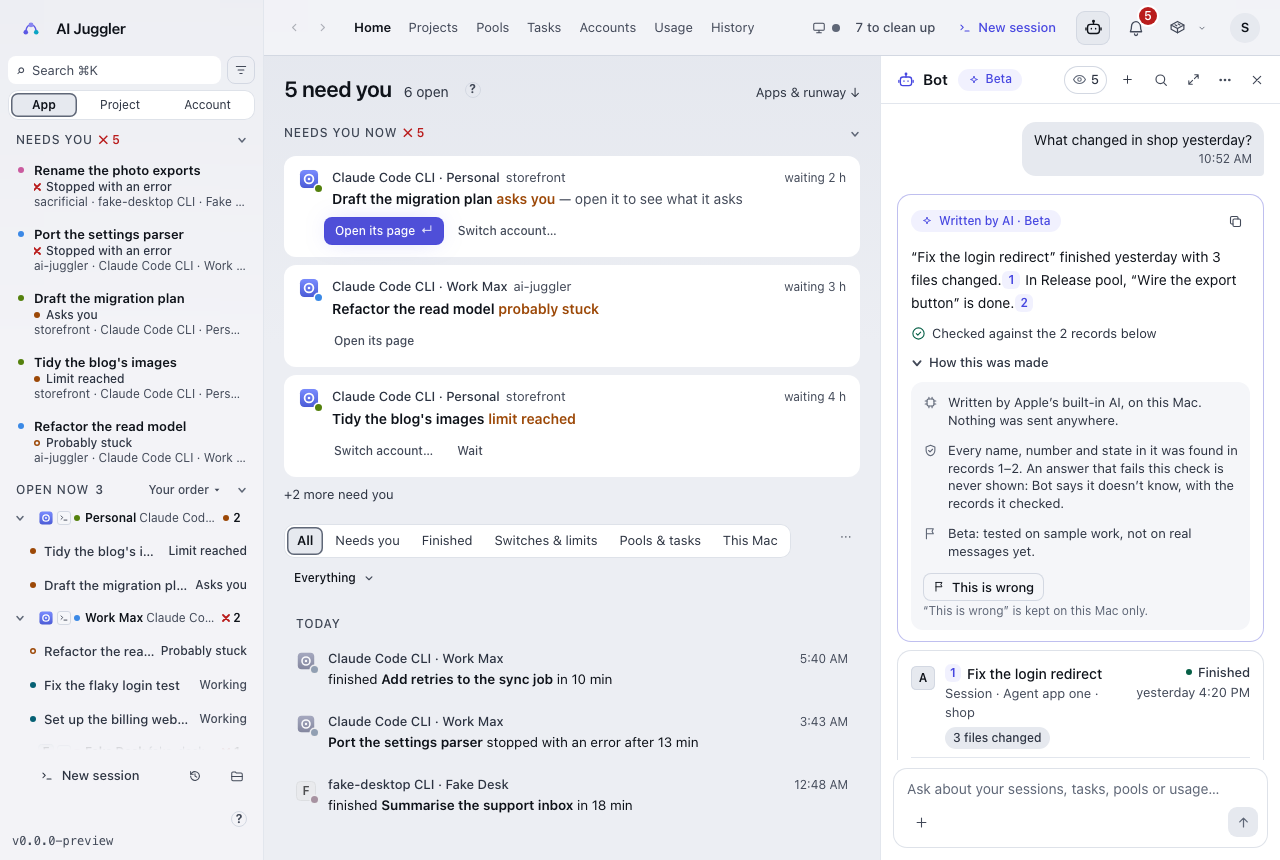 AI Juggler
Search ⌘K
App Project Account
NEEDS YOU 5
Rename the photo exports
Stopped with an error
sacrificial · fake-desktop CLI · Fake ...
Port the settings parser
Stopped with an error
ai-juggler · Claude Code CLI · Work ...
Draft the migration plan
Asks you
storefront · Claude Code CLI · Pers...
Tidy the blog's images
Limit reached
storefront · Claude Code CLI · Pers...
Refactor the read model
Probably stuck
ai-juggler · Claude Code CLI · Work ...
OPEN NOW 3 Your order
Personal Claude Cod... 2
Tidy the blog's i... Limit reached
Draft the migration pl... Asks you
Work Max Claude Co... 2
Refactor the rea... Probably stuck
Fix the flaky login test Working
Set up the billing web... Working
New session
?
v0.0.0-preview
Home Projects Pools Tasks Accounts Usage History
7 to clean up
New session
5
S
5 need you 6 open ?
Apps & runway ↓
NEEDS YOU NOW 5
Claude Code CLI · Personal storefront waiting 2 h
Draft the migration plan asks you — open it to see what it asks
Open its page ↵ Switch account...
Claude Code CLI · Work Max ai-juggler waiting 3 h
Refactor the read model probably stuck
Open its page
Claude Code CLI · Personal storefront waiting 4 h
Tidy the blog's images limit reached
Switch account... Wait
+2 more need you
All Needs you Finished Switches & limits Pools & tasks This Mac ...
Everything
TODAY
Claude Code CLI · Work Max 5:40 AM
finished Add retries to the sync job in 10 min
Claude Code CLI · Work Max 3:43 AM
Port the settings parser stopped with an error after 13 min
F
fake-desktop CLI · Fake Desk 12:48 AM
finished Summarise the support inbox in 18 min
Bot Beta 5
What changed in shop yesterday?
10:52 AM
Written by AI · Beta
“Fix the login redirect” finished yesterday with 3
files changed. 1 In Release pool, “Wire the export
button” is done. 2
Checked against the 2 records below
How this was made
Written by Apple’s built-in AI, on this Mac.
Nothing was sent anywhere.
Every name, number and state in it was found in
records 1–2. An answer that fails this check is
never shown: Bot says it doesn’t know, with the
records it checked.
Beta: tested on sample work, not on real
messages yet.
This is wrong
“This is wrong” is kept on this Mac only.
A
1 Fix the login redirect Finished
Session · Agent app one · yesterday 4:20 PM
shop
3 files changed
Ask about your sessions, tasks, pools or usage...